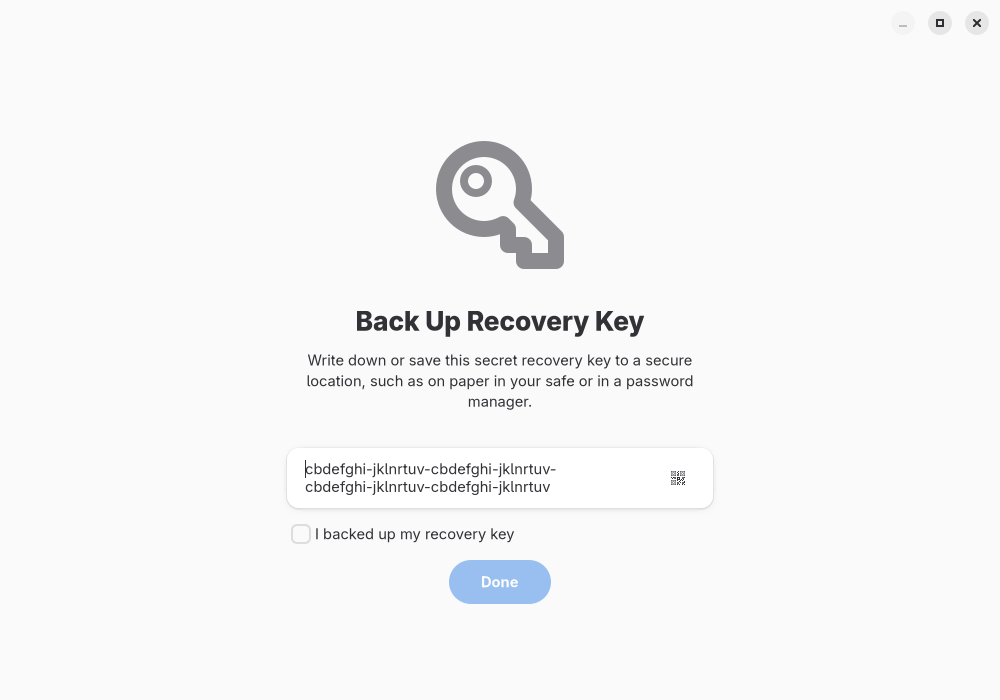 Back Up Recovery Key
Write down or save this secret recovery key to a secure
location, such as on paper in your safe or in a password
manager.
cbdefghi-jklnrtuv-cbdefghi-jklnrtuv-
cbdefghi-jklnrtuv-cbdefghi-jklnrtuv
I backed up my recovery key
Done